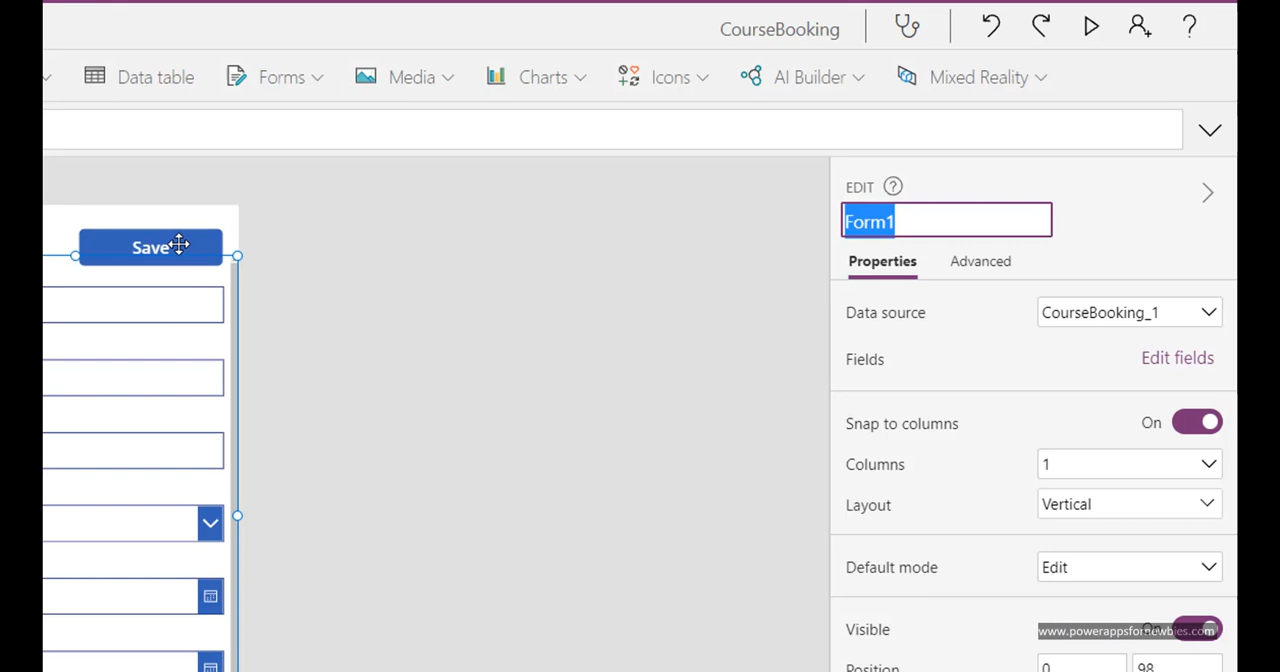 CourseBooking
Data table Forms Media Charts Icons AI Builder Mixed Reality
EDIT
Form1
Save
Properties Advanced
Data source CourseBooking_1
Fields Edit fields
Snap to columns On
Columns 1
Layout Vertical
Default mode Edit
Visible On
www.powerappsfornewbies.com
Position 0 98